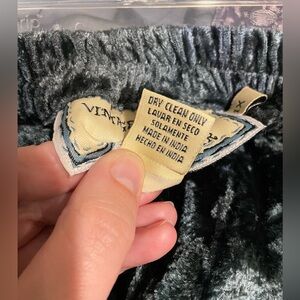 DRY CLEAN ONLY
LAVAR EN SECO
SOLAMENTE
MADE IN INDIA
HECHO EN INDIA